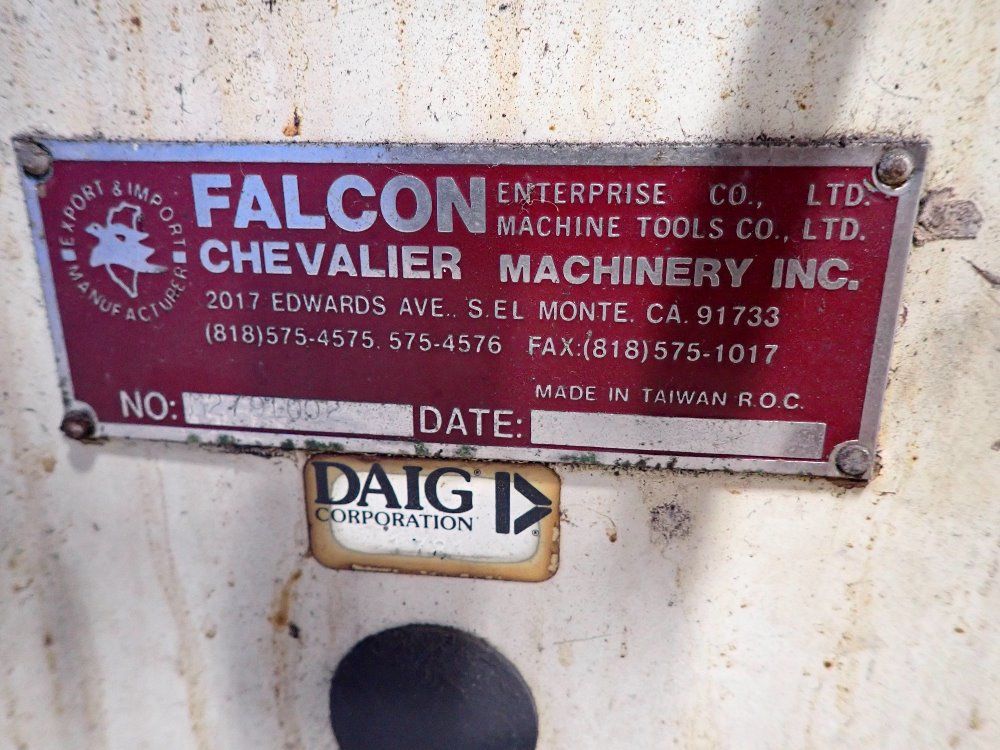 EXPORT & IMPORT
MANUFACTURER
FALCON ENTERPRISE CO., LTD.
MACHINE TOOLS CO., LTD.
CHEVALIER MACHINERY INC.
2017 EDWARDS AVE.. S.EL MONTE. CA. 91733
(818)575-4575. 575-4576 FAX:(818)575-1017
MADE IN TAIWAN R.O.C.
NO: DATE:
DAIG
CORPORATION